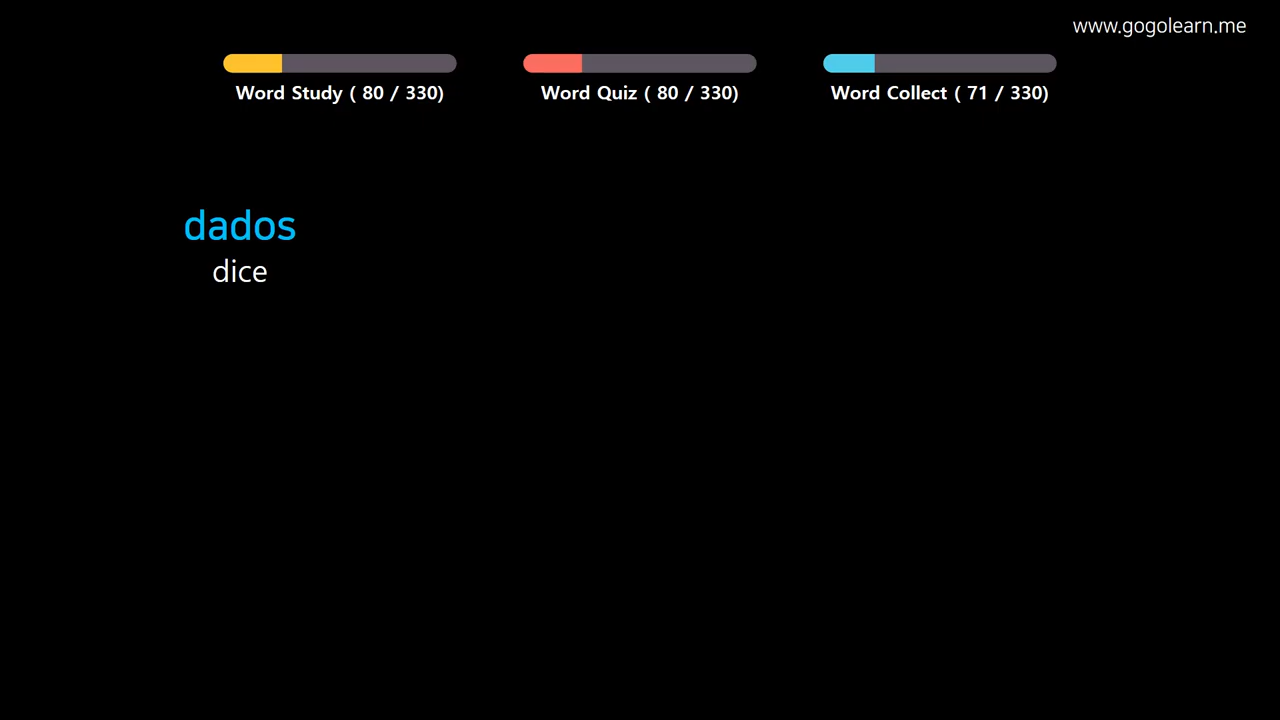 www.gogolearn.me
Word Study ( 80 / 330)
Word Quiz ( 80 / 330)
Word Collect ( 71 / 330)
dados
dice